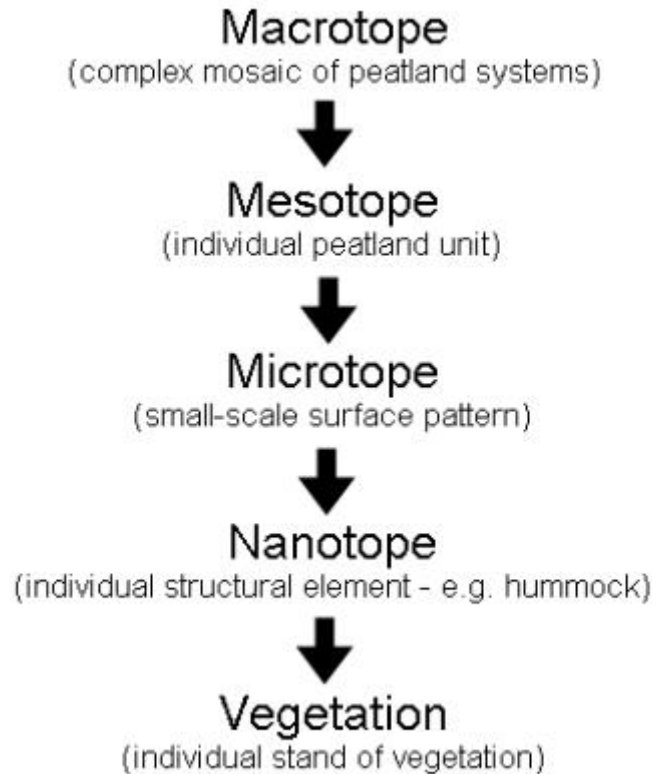 Macrotope
(complex mosaic of peatland systems)
Mesotope
(individual peatland unit)
Microtope
(small-scale surface pattern)
Nanotope
(individual structural element - e.g. hummock)
Vegetation
(individual stand of vegetation)